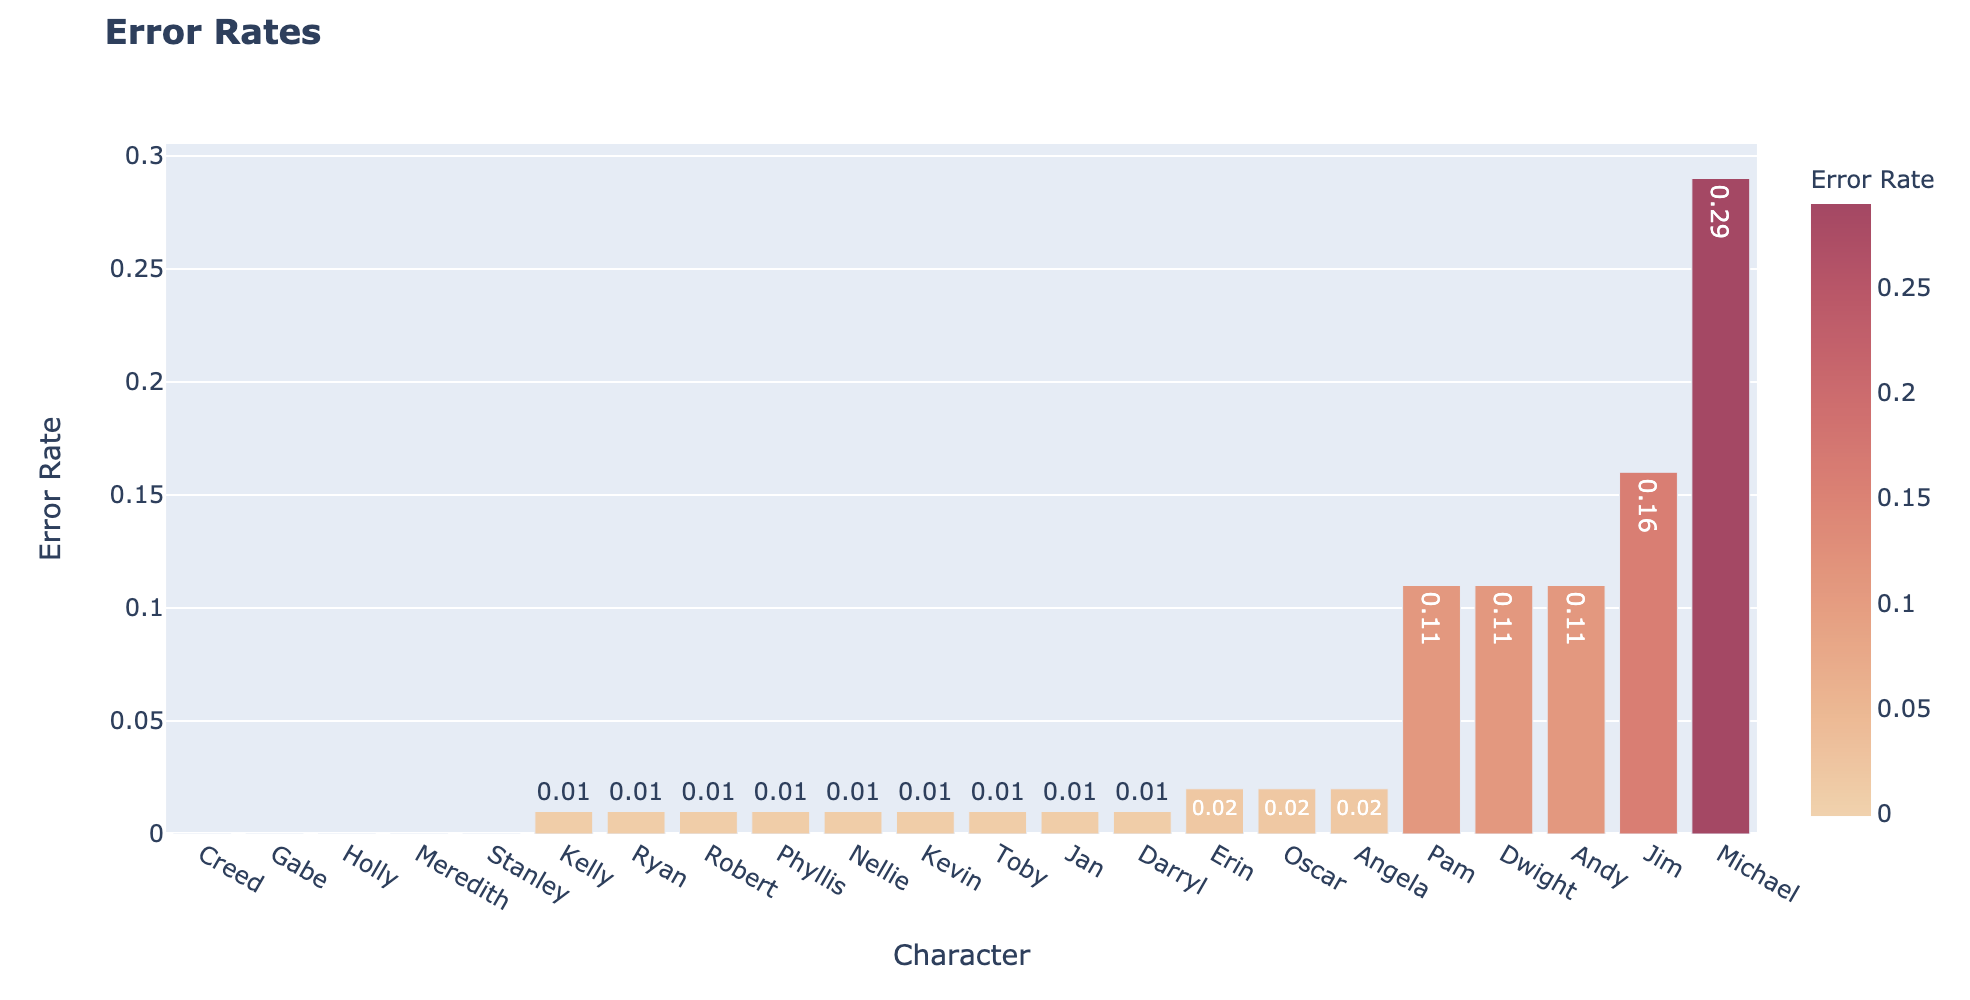 Error Rates
Error Rate
0.3
0.25
0.2
0.15
0.1
0.05
0
0.01
0.01
0.01
0.01
0.01
0.01
0.01
0.01
0.01
0.02
0.02
0.02
0.11
0.11
0.11
0.16
0.29
Creed
Gabe
Holly
Meredith
Stanley
Kelly
Ryan
Robert
Phyllis
Nellie
Kevin
Toby
Jan
Darryl
Erin
Oscar
Angela
Pam
Dwight
Andy
Jim
Michael
Character
Error Rate
0.25
0.2
0.15
0.1
0.05
0